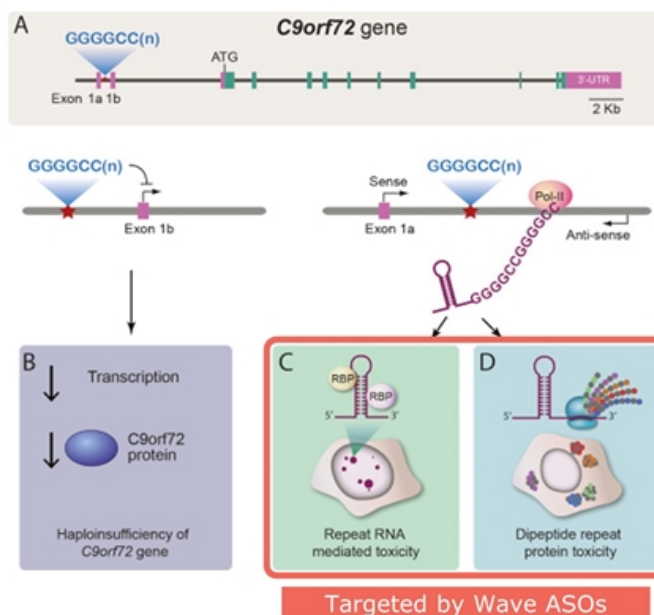 A
C9orf72 gene
GGGGCC(n)
ATG
3'-UTR
Exon 1a 1b
2 Kb
GGGGCC(n)
Exon 1b
GGGGCC(n)
Sense
Pol-II
Exon 1a
Anti-sense
GGGGCCGGGGCC
B
Transcription
C9orf72
protein
Haploinsufficiency of
C9orf72 gene
C
RBP
RBP
5' 3'
Repeat RNA
mediated toxicity
D
5' 3'
Dipeptide repeat
protein toxicity
Targeted by Wave ASOs